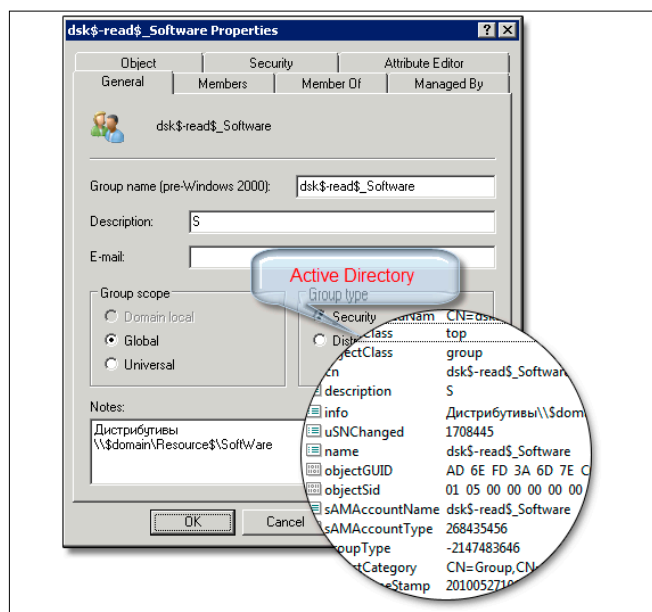 dsk$-read$_Software Properties
Object Security Attribute Editor
General Members Member Of Managed By
dsk$-read$_Software
Group name (pre-Windows 2000): dsk$-read$_Software
Description: S
E-mail:
Active Directory
Group scope
Domain local
Global
Universal
Group type
Security
Notes:
Дистрибутивы
\\$domain\Resource$\SoftWare
OK Cancel
top
group
cn dsk$-read$_Software
description S
info Дистрибутивы\\$dom
uSNChanged 1708445
name dsk$-read$_Software
objectGUID AD 6E FD 3A 6D 7E
objectSid 01 05 00 00 00 00 00
sAMAccountName dsk$-read$_Software
sAMAccountType 268435456
oupType -2147483646
ctCategory CN=Group,CN
eStamp